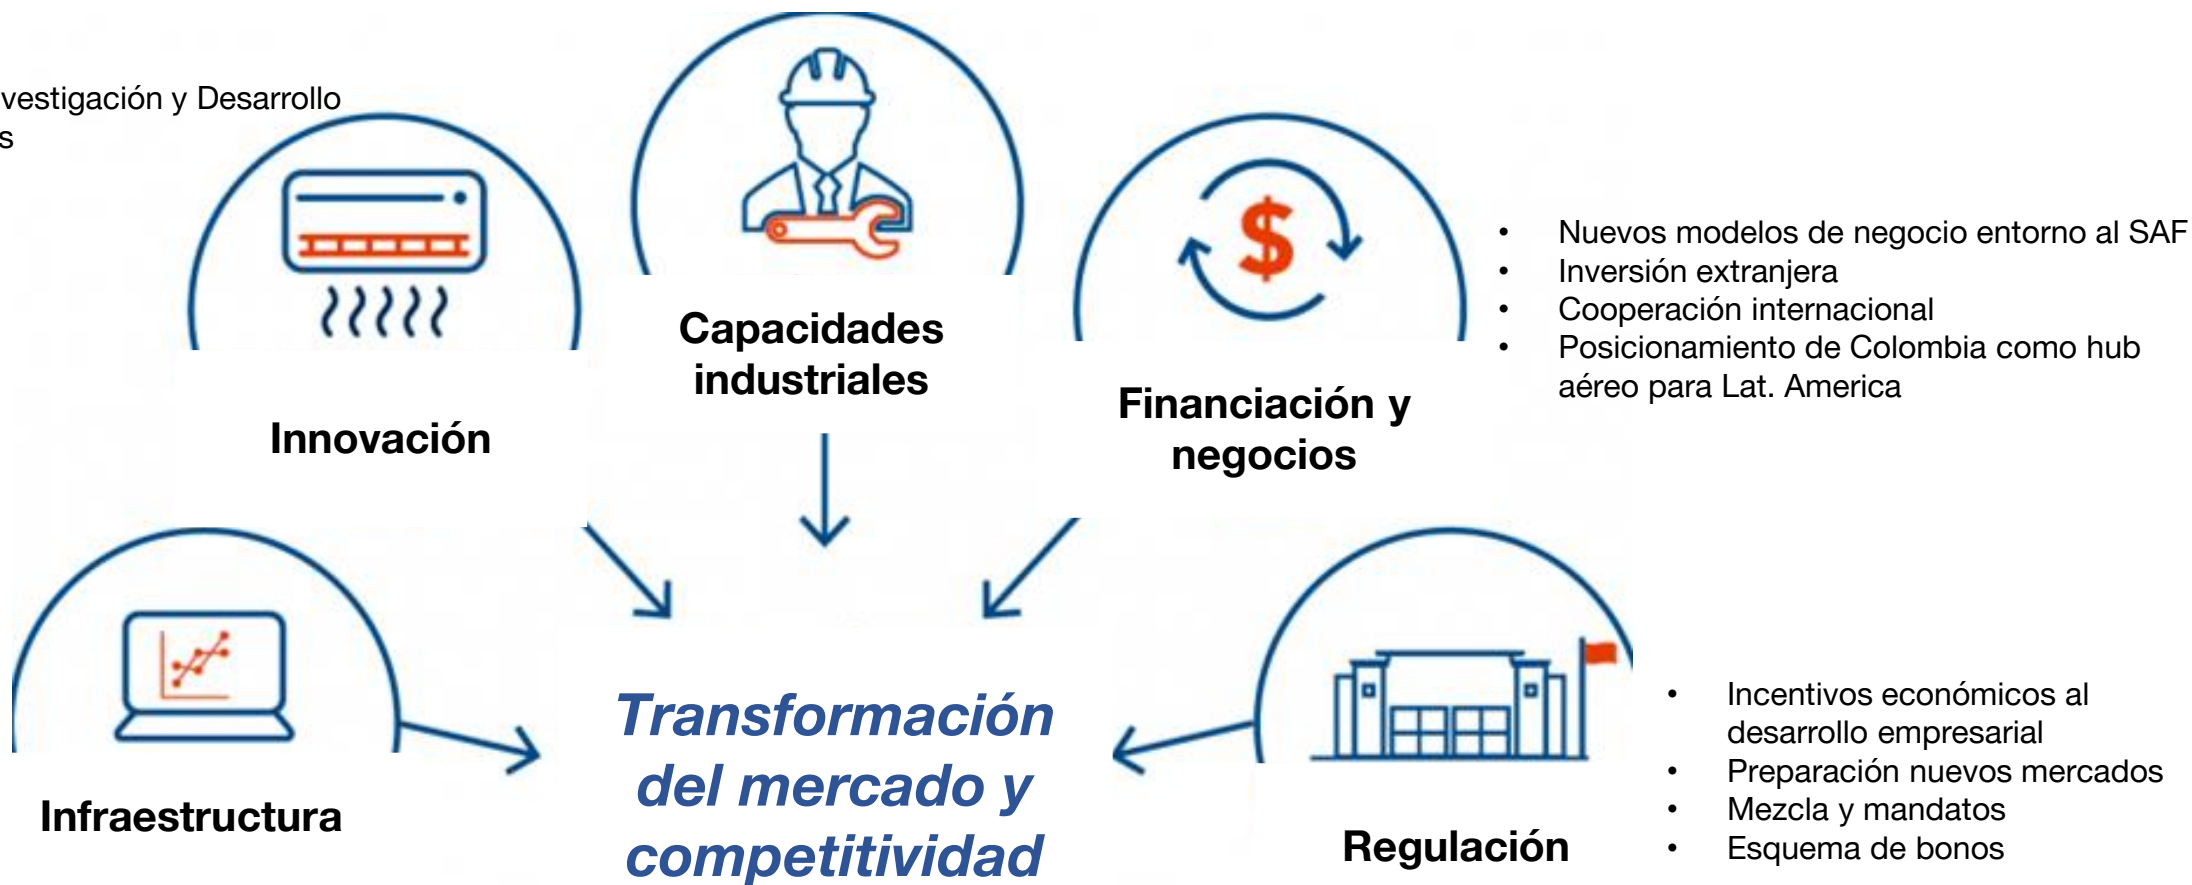 vestigación y Desarrollo
s
Capacidades
industriales
Innovación
Financiación y
negocios
• Nuevos modelos de negocio entorno al SAF
• Inversión extranjera
• Cooperación internacional
• Posicionamiento de Colombia como hub
aéreo para Lat. America
$
Infraestructura
Transformación
del mercado y
competitividad
Regulación
• Incentivos económicos al
desarrollo empresarial
• Preparación nuevos mercados
• Mezcla y mandatos
• Esquema de bonos